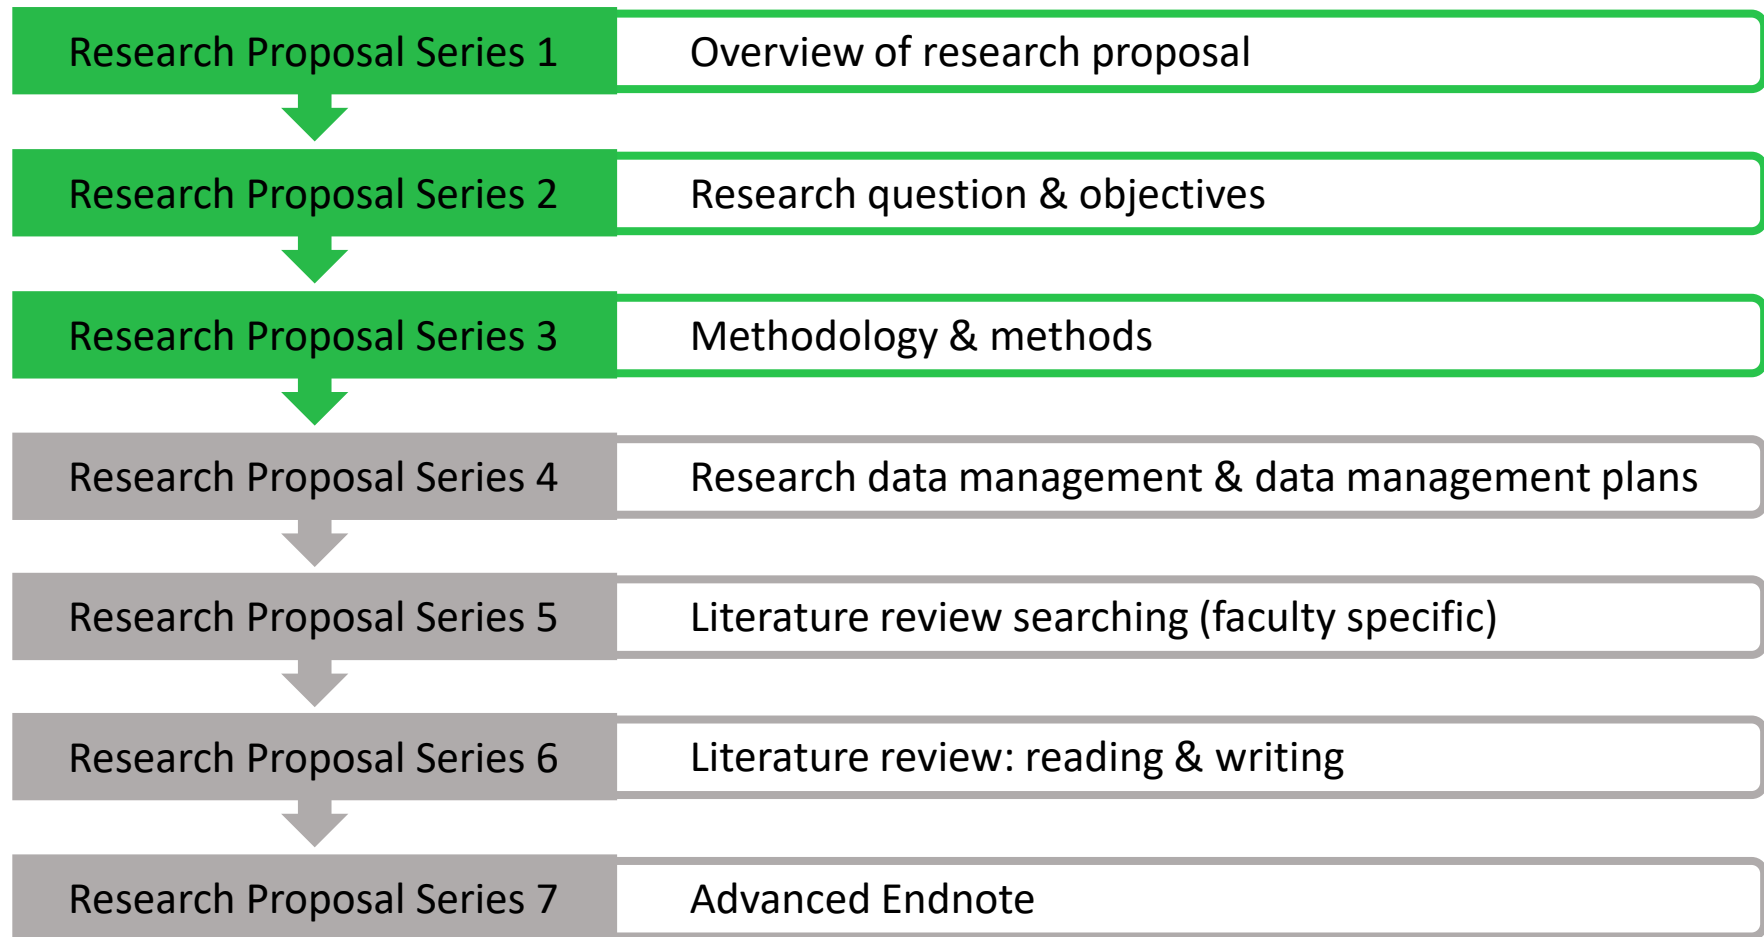 Research Proposal Series 1
Overview of research proposal
Research Proposal Series 2
Research question & objectives
Research Proposal Series 3
Methodology & methods
Research Proposal Series 4
Research data management & data management plans
Research Proposal Series 5
Literature review searching (faculty specific)
Research Proposal Series 6
Literature review: reading & writing
Research Proposal Series 7
Advanced Endnote